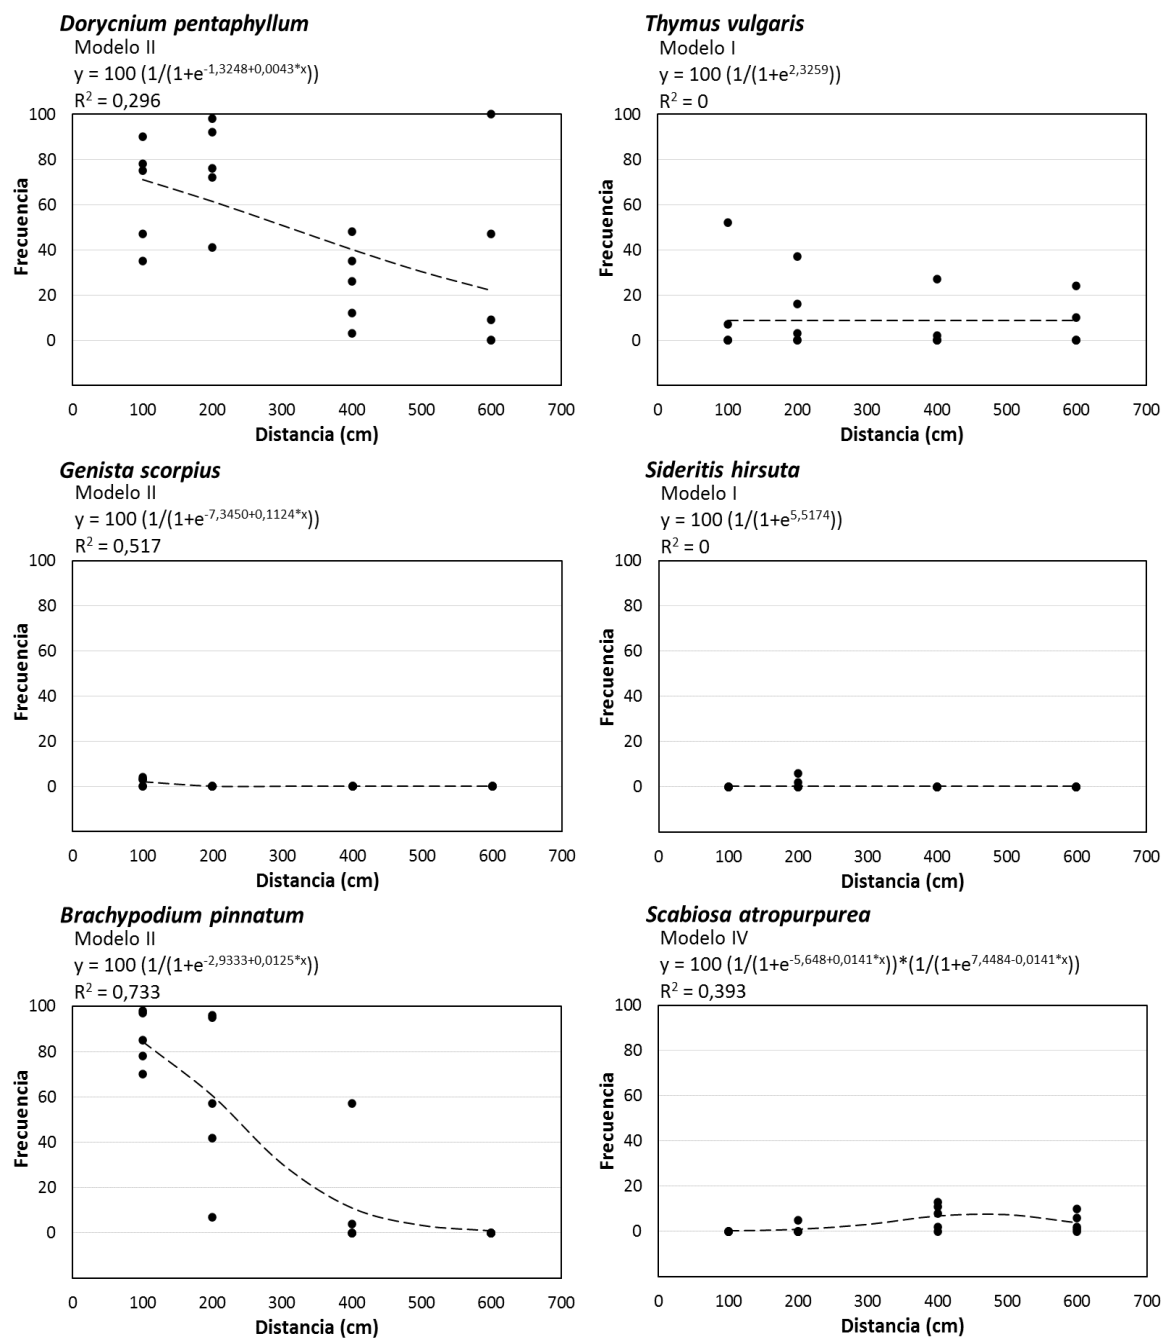 Dorycnium pentaphyllum
Modelo II
y = 100 (1/(1+e^-1,3248+0,0043*x))
R² = 0,296
100
80
60
40
20
0
Frecuencia
0 100 200 300 400 500 600 700
Distancia (cm)
Thymus vulgaris
Modelo I
y = 100 (1/(1+e^2,3259))
R² = 0
100
80
60
40
20
0
Frecuencia
0 100 200 300 400 500 600 700
Distancia (cm)
Genista scorpius
Modelo II
y = 100 (1/(1+e^-7,3450+0,1124*x))
R² = 0,517
100
80
60
40
20
0
Frecuencia
0 100 200 300 400 500 600 700
Distancia (cm)
Sideritis hirsuta
Modelo I
y = 100 (1/(1+e^5,5174))
R² = 0
100
80
60
40
20
0
Frecuencia
0 100 200 300 400 500 600 700
Distancia (cm)
Brachypodium pinnatum
Modelo II
y = 100 (1/(1+e^-2,9333+0,0125*x))
R² = 0,733
100
80
60
40
20
0
Frecuencia
0 100 200 300 400 500 600 700
Distancia (cm)
Scabiosa atropurpurea
Modelo IV
y = 100 (1/(1+e^-5,648+0,0141*x))*(1/(1+e^7,4484-0,0141*x))
R² = 0,393
100
80
60
40
20
0
Frecuencia
0 100 200 300 400 500 600 700
Distancia (cm)